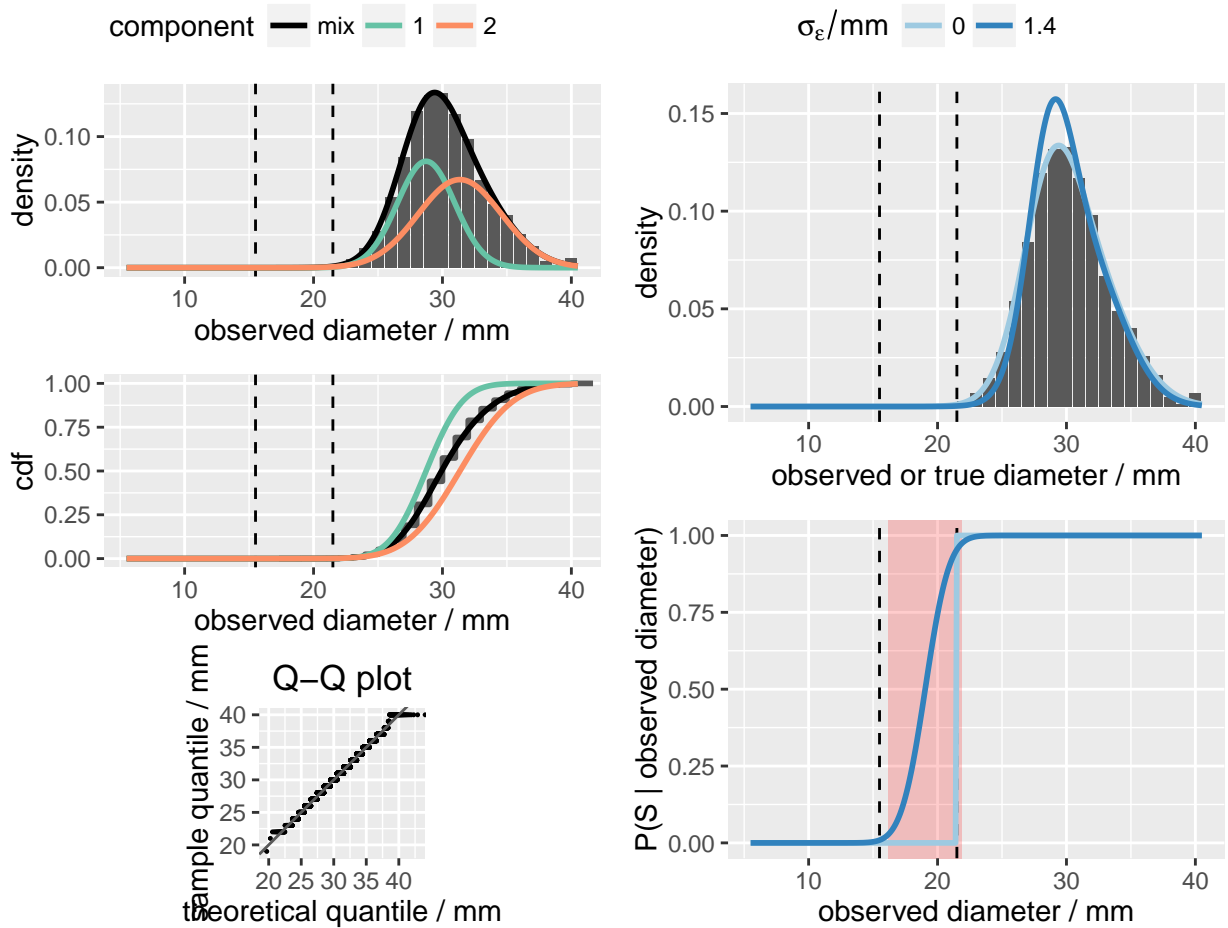 component mix 1 2
0.10
0.05
0.00
density
10 20 30 40
observed diameter / mm
1.00
0.75
0.50
0.25
0.00
cdf
10 20 30 40
observed diameter / mm
Q−Q plot
40
35
30
20
sample quantile / mm
20 25 30 35 40
theoretical quantile / mm
σε/mm 0 1.4
0.15
0.10
0.05
0.00
density
10 20 30 40
observed or true diameter / mm
1.00
0.75
0.50
0.25
0.00
P(S | observed diameter)
10 20 30 40
observed diameter / mm